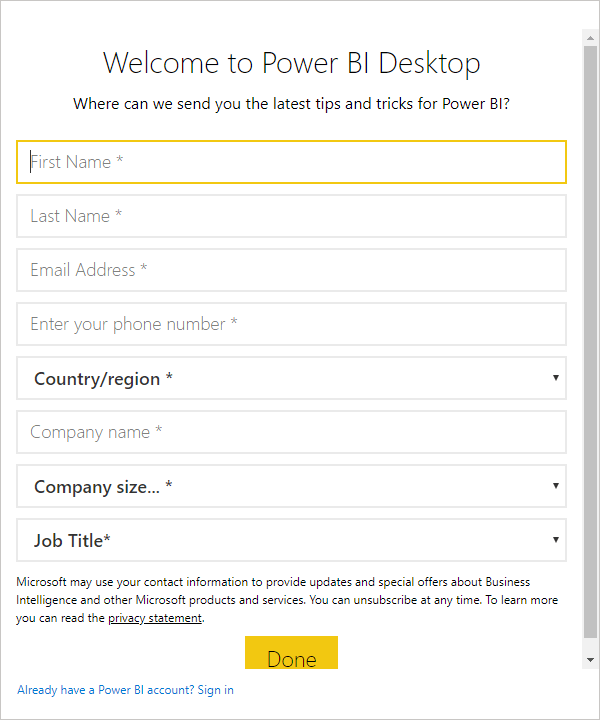 Welcome to Power BI Desktop
Where can we send you the latest tips and tricks for Power BI?
First Name *
Last Name *
Email Address *
Enter your phone number *
Country/region *
Company name *
Company size... *
Job Title*
Microsoft may use your contact information to provide updates and special offers about Business
Intelligence and other Microsoft products and services. You can unsubscribe at any time. To learn more
you can read the privacy statement.
Done
Already have a Power BI account? Sign in